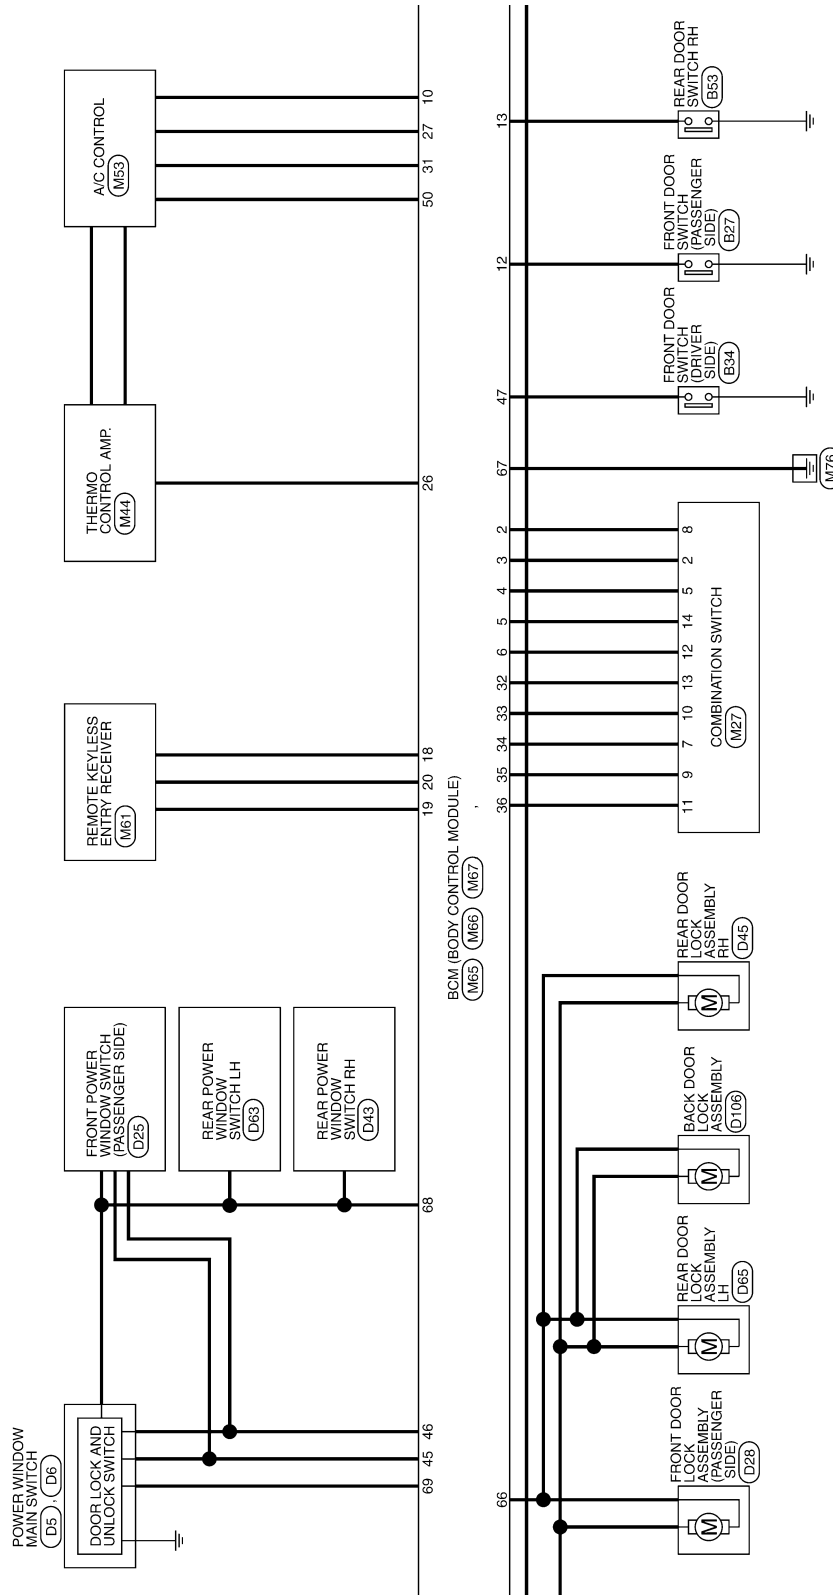 POWER WINDOW
MAIN SWITCH
D5 , D6
DOOR LOCK AND
UNLOCK SWITCH
69
45
46
68
FRONT POWER
WINDOW SWITCH
(PASSENGER SIDE)
D25
REAR POWER
WINDOW
SWITCH LH
D63
REAR POWER
WINDOW
SWITCH RH
D43
REMOTE KEYLESS
ENTRY RECEIVER
M61
19
20
18
THERMO
CONTROL AMP.
M44
26
A/C CONTROL
M53
50
31
27
10
BCM (BODY CONTROL MODULE)
M65 M66 , M67
66
36
35
34
33
32
6
5
4
3
2
67
47
12
13
FRONT DOOR
LOCK
ASSEMBLY
(PASSENGER
SIDE)
D28
M
REAR DOOR
LOCK
ASSEMBLY
LH
D65
M
BACK DOOR
LOCK
ASSEMBLY
D106
M
REAR DOOR
LOCK
ASSEMBLY
RH
D45
M
11
9
7
10
13
12
14
5
2
8
COMBINATION SWITCH
M27
M76
FRONT DOOR
SWITCH
(DRIVER
SIDE)
B34
FRONT DOOR
SWITCH
(PASSENGER
SIDE)
B27
REAR DOOR
SWITCH RH
B53